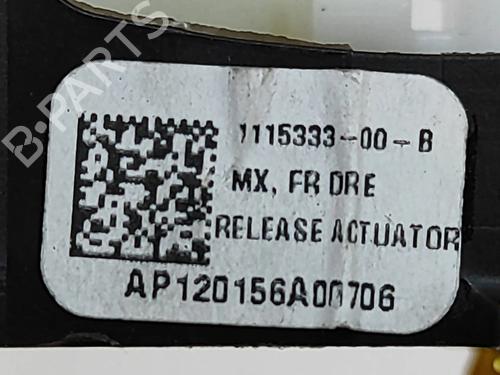 1115333-00-B
MX, FR DRE
RELEASE ACTUATOR
AP120156A00706
B-PARTS